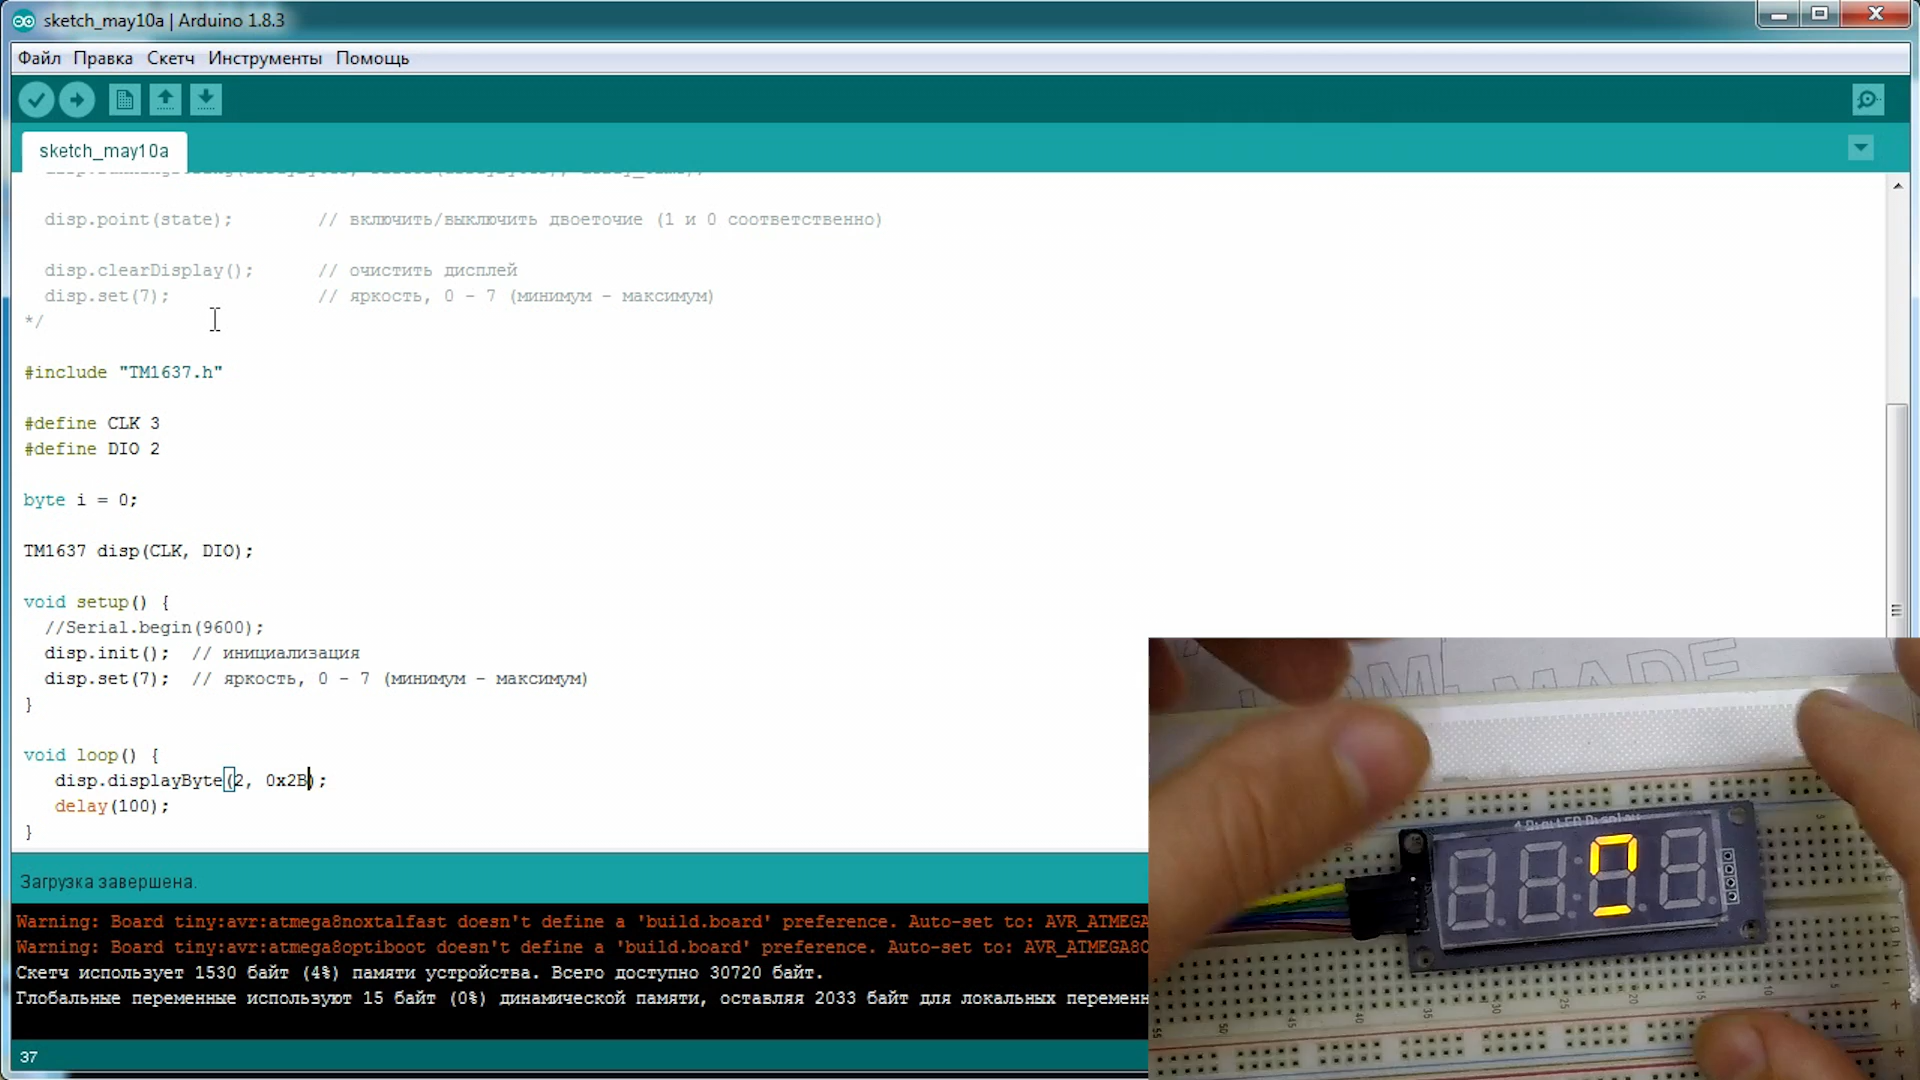 sketch_may10a | Arduino 1.8.3
Файл Правка Скетч Инструменты Помощь
sketch_may10a
disp.point(state); // включить/выключить двоеточие (1 и 0 соответственно)
disp.clearDisplay(); // очистить дисплей
disp.set(7); // яркость, 0 - 7 (минимум - максимум)
*/
#include "TM1637.h"
#define CLK 3
#define DIO 2
byte i = 0;
TM1637 disp(CLK, DIO);
void setup() {
//Serial.begin(9600);
disp.init(); // инициализация
disp.set(7); // яркость, 0 - 7 (минимум - максимум)
}
void loop() {
disp.displayByte(2, 0x2B);
delay(100);
}
Загрузка завершена.
Warning: Board tiny:avr:atmega8noxtalfast doesn't define a 'build.board' preference. Auto-set to: AVR_ATMEGA
Warning: Board tiny:avr:atmega8optiboot doesn't define a 'build.board' preference. Auto-set to: AVR_ATMEGA8
Скетч использует 1530 байт (4%) памяти устройства. Всего доступно 30720 байт.
Глобальные переменные используют 15 байт (0%) динамической памяти, оставляя 2033 байт для локальных
37
MADE
4 Digit LED Display